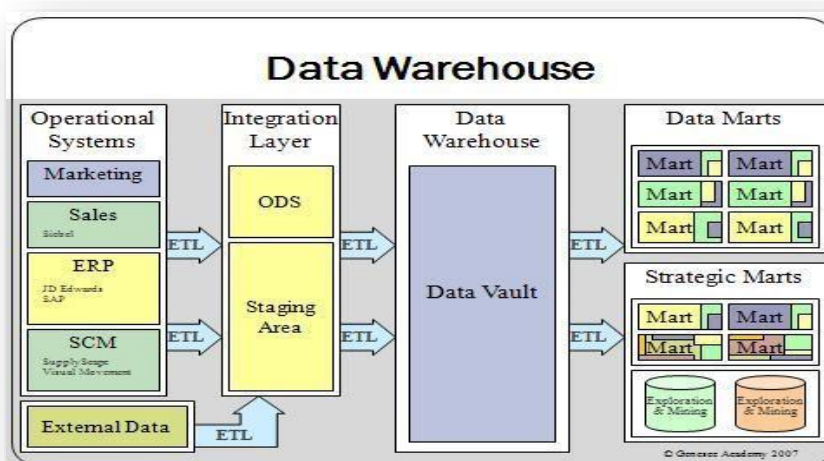 Data Warehouse
Operational
Systems
Marketing
Sales
Siebel
ERP
JD Edwards
SAP
SCM
SupplyScape
Visual Movement
External Data
ETL
ETL
ETL
Integration
Layer
ODS
Staging
Area
ETL
ETL
Data
Warehouse
Data Vault
ETL
ETL
Data Marts
Mart Mart
Mart Mart
Mart Mart
Strategic Marts
Mart Mart
Mart Mart
Exploration
& Mining
Exploration
& Mining
© Genesee Academy 2007